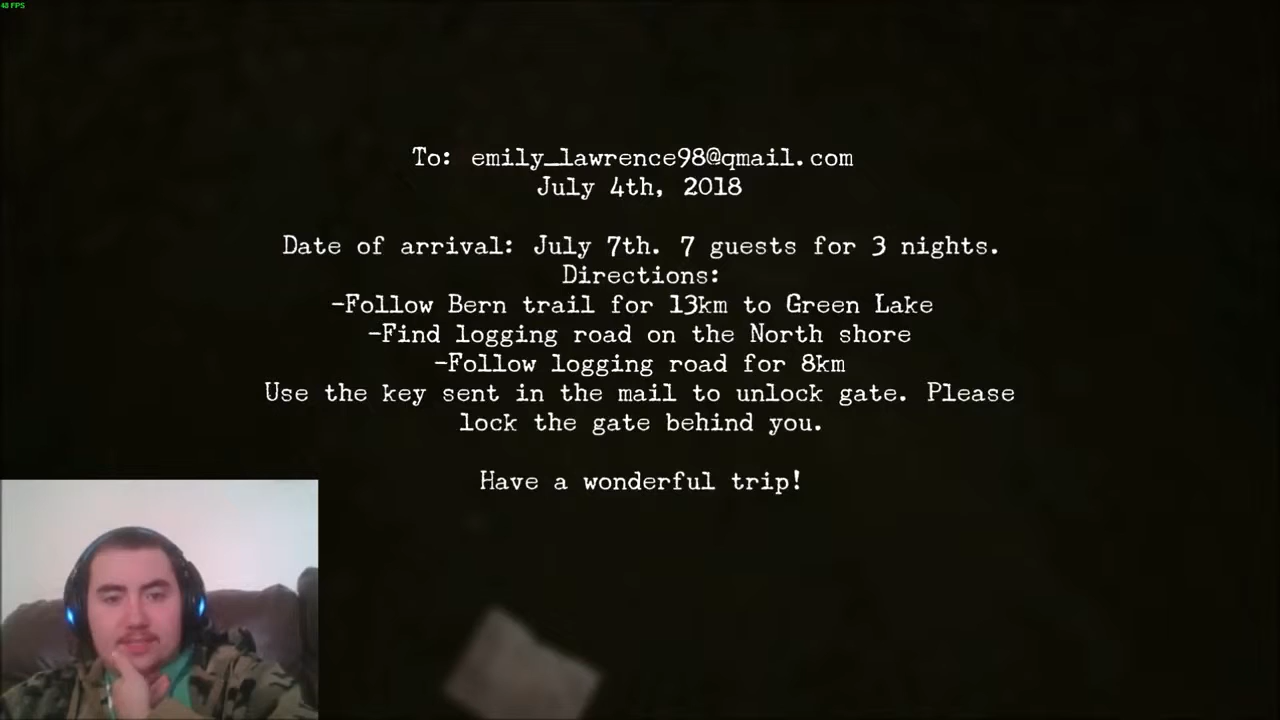 48 FPS
To: emily_lawrence98@qmail.com
July 4th, 2018
Date of arrival: July 7th. 7 guests for 3 nights.
Directions:
-Follow Bern trail for 13km to Green Lake
-Find logging road on the North shore
-Follow logging road for 8km
Use the key sent in the mail to unlock gate. Please
lock the gate behind you.
Have a wonderful trip!